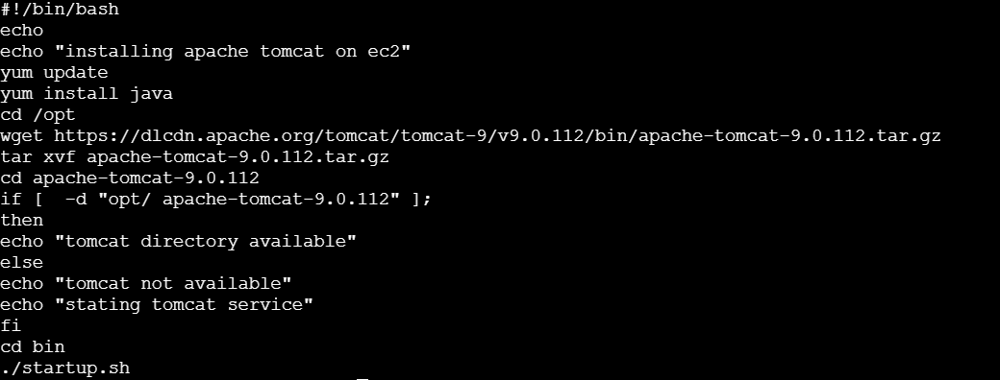 #!/bin/bash
echo
echo "installing apache tomcat on ec2"
yum update
yum install java
cd /opt
wget https://dlcdn.apache.org/tomcat/tomcat-9/v9.0.112/bin/apache-tomcat-9.0.112.tar.gz
tar xvf apache-tomcat-9.0.112.tar.gz
cd apache-tomcat-9.0.112
if [  -d "opt/ apache-tomcat-9.0.112" ];
then
echo "tomcat directory available"
else
echo "tomcat not available"
echo "stating tomcat service"
fi
cd bin
./startup.sh